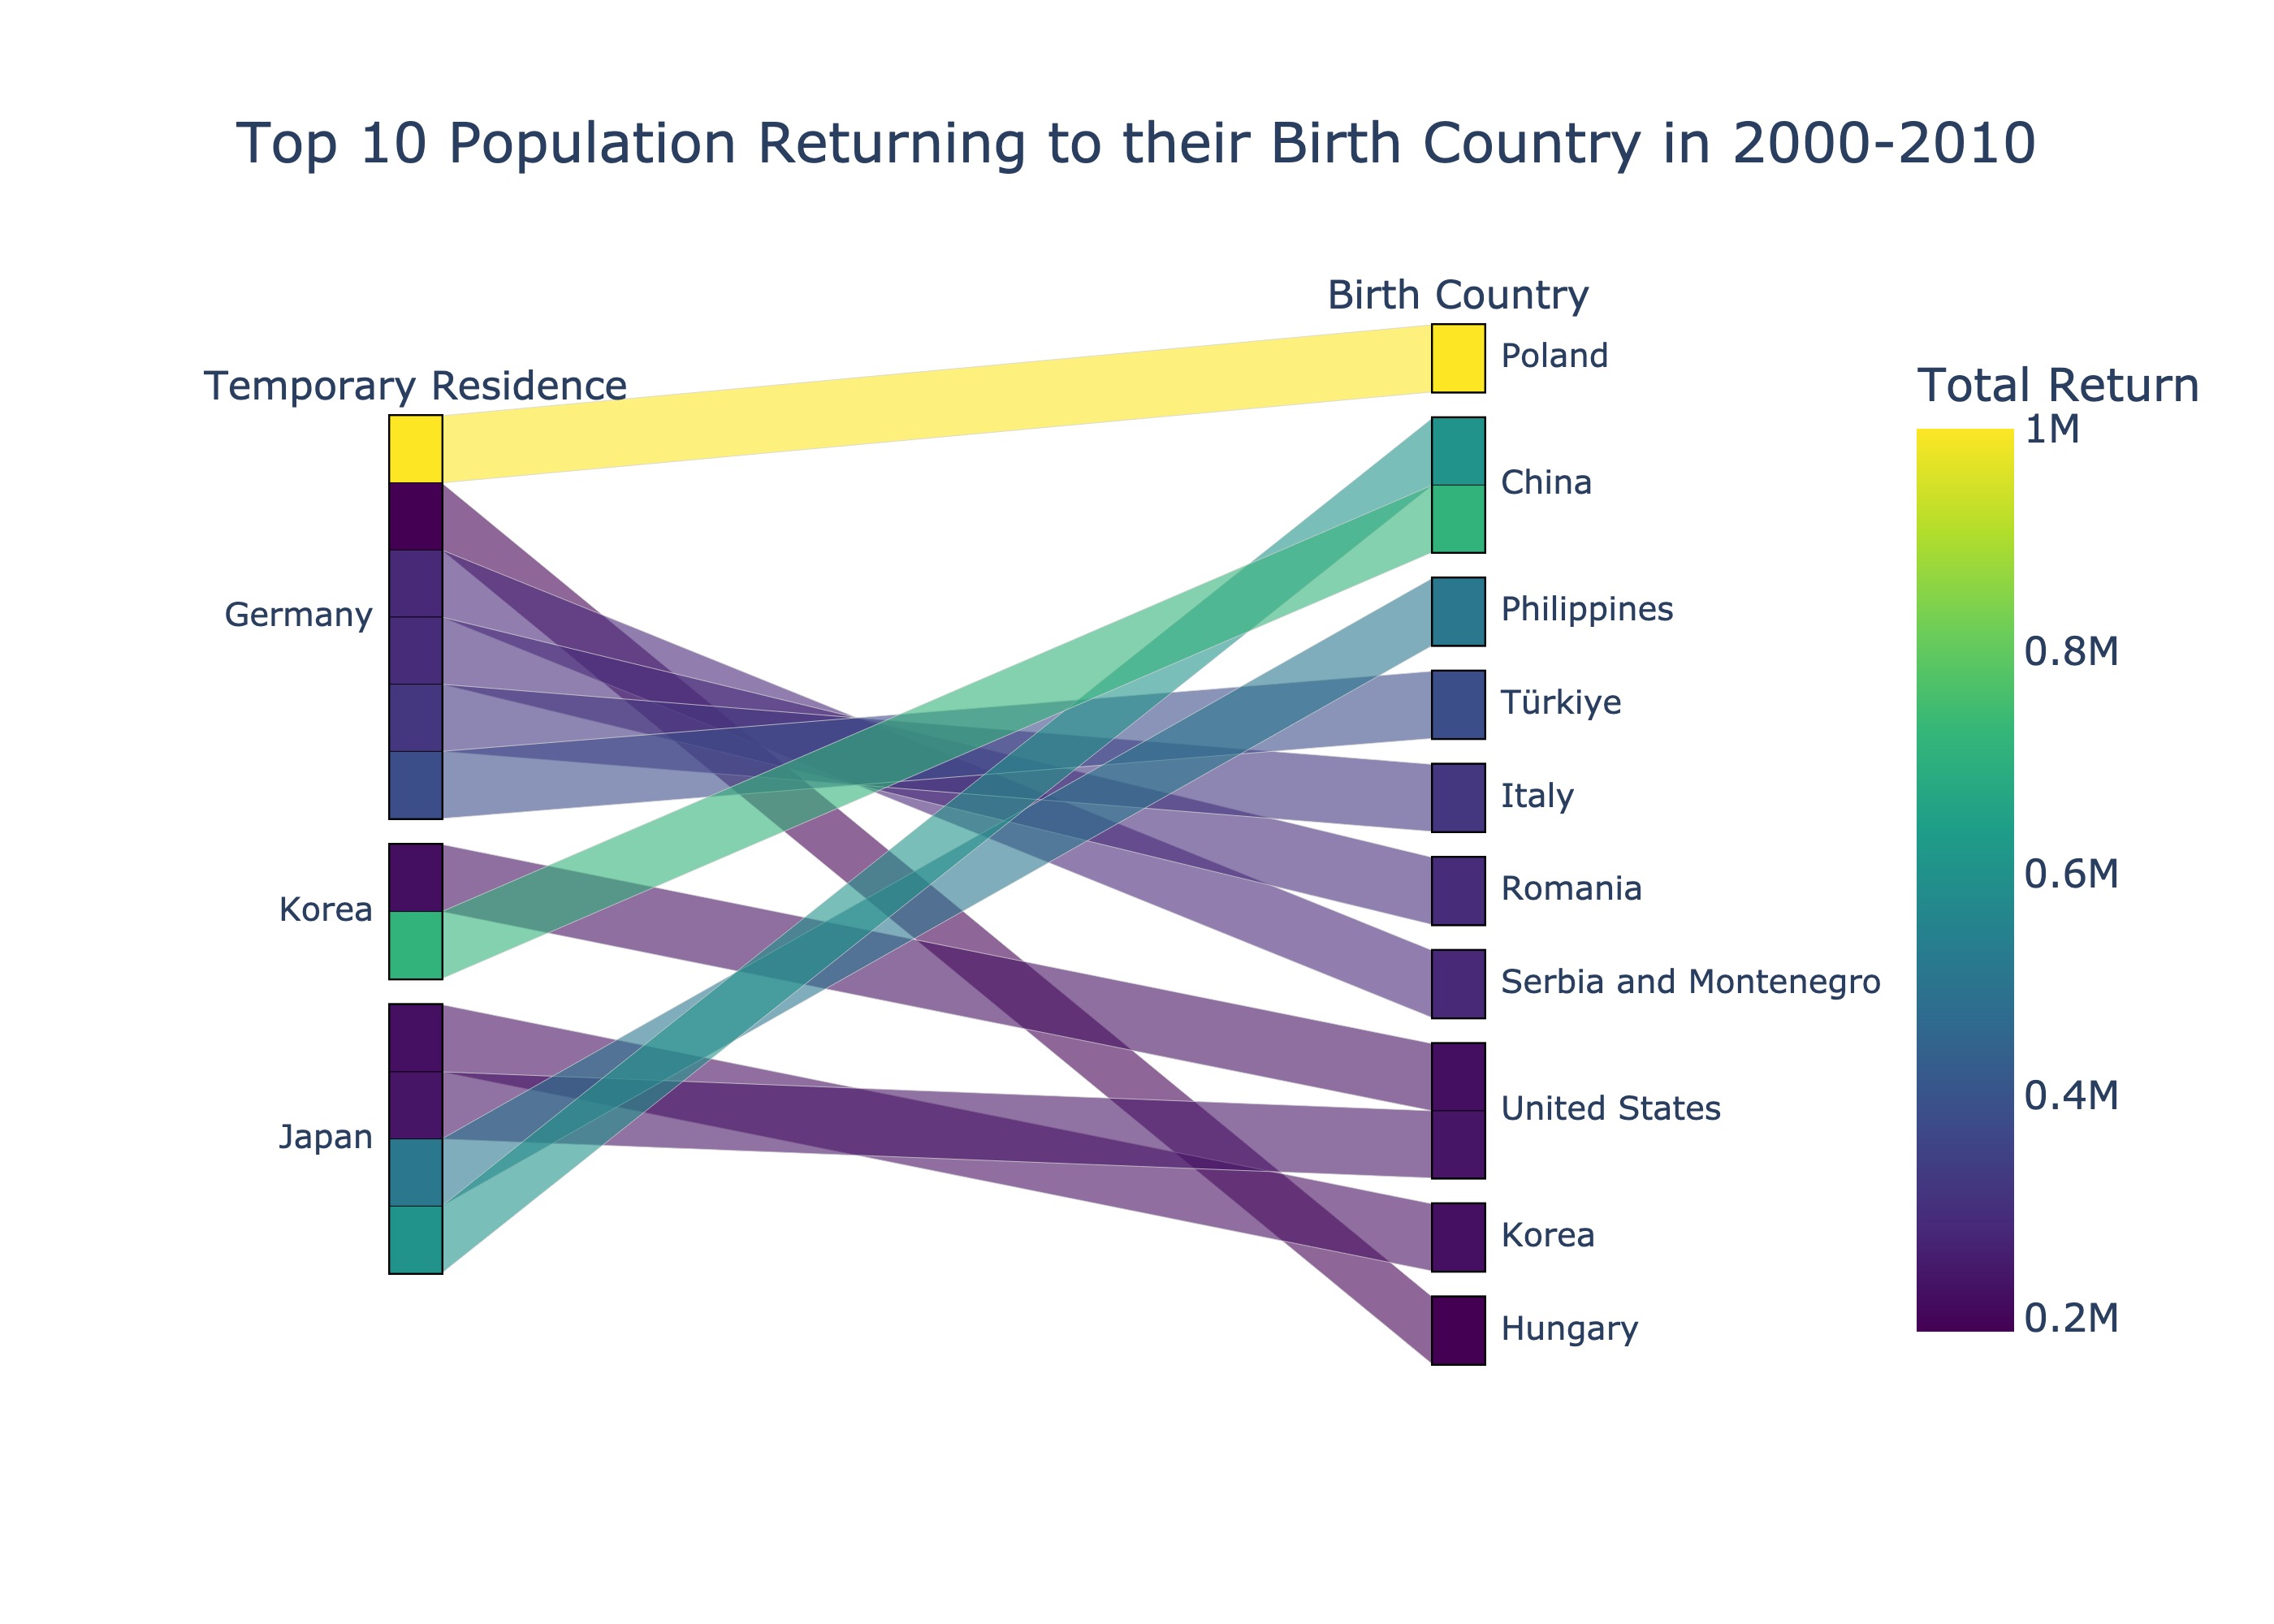 Top 10 Population Returning to their Birth Country in 2000-2010
Temporary Residence
Germany
Korea
Japan
Birth Country
Poland
China
Philippines
Türkiye
Italy
Romania
Serbia and Montenegro
United States
Korea
Hungary
Total Return
1M
0.8M
0.6M
0.4M
0.2M